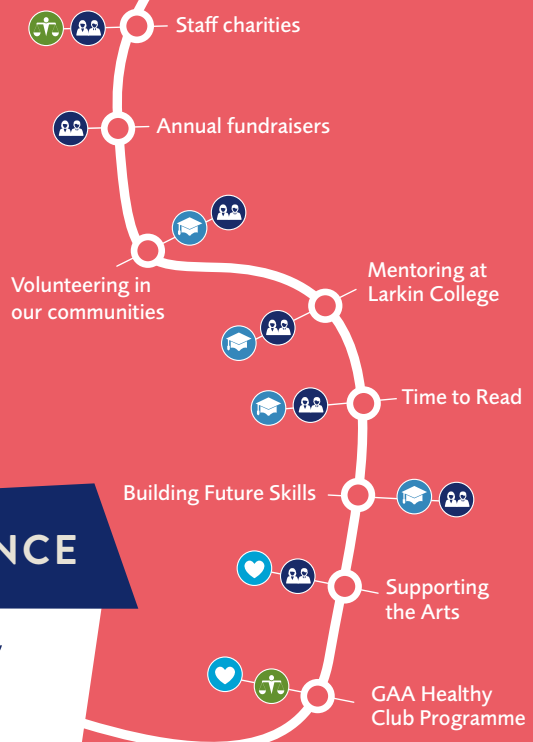 Staff charities
Annual fundraisers
Volunteering in
our communities
Mentoring at
Larkin College
Time to Read
Building Future Skills
NCE
Supporting
the Arts
GAA Healthy
Club Programme